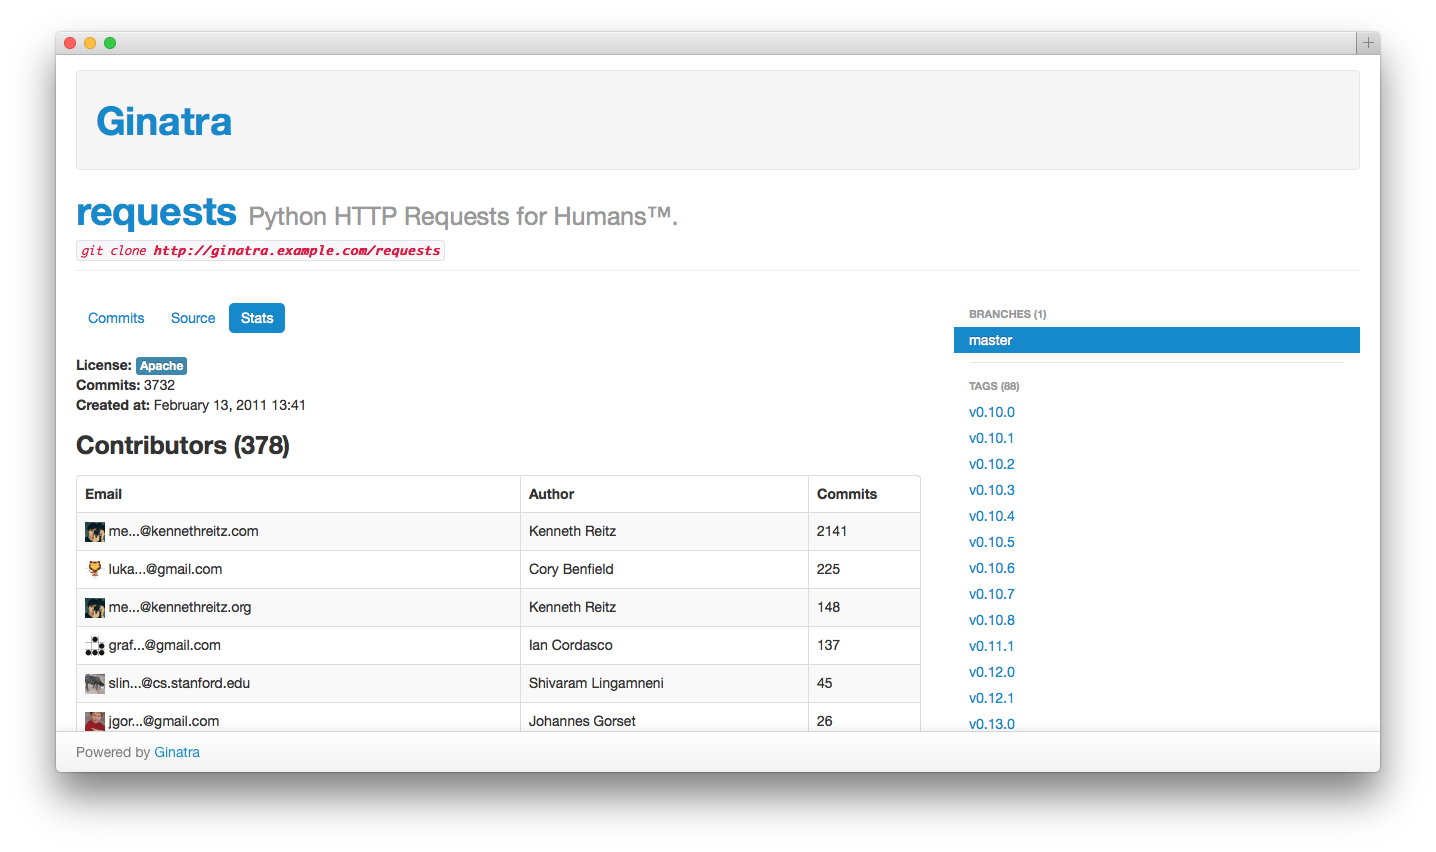 Ginatra
requests Python HTTP Requests for Humans™.
git clone http://ginatra.example.com/requests
Commits Source Stats
License: Apache
Commits: 3732
Created at: February 13, 2011 13:41
Contributors (378)
Email Author Commits
me...@kennethreitz.com Kenneth Reitz 2141
luka...@gmail.com Cory Benfield 225
me...@kennethreitz.org Kenneth Reitz 148
graf...@gmail.com Ian Cordasco 137
slin...@cs.stanford.edu Shivaram Lingamneni 45
jgor...@gmail.com Johannes Gorset 26
BRANCHES (1)
master
TAGS (88)
v0.10.0
v0.10.1
v0.10.2
v0.10.3
v0.10.4
v0.10.5
v0.10.6
v0.10.7
v0.10.8
v0.11.1
v0.12.0
v0.12.1
v0.13.0
Powered by Ginatra